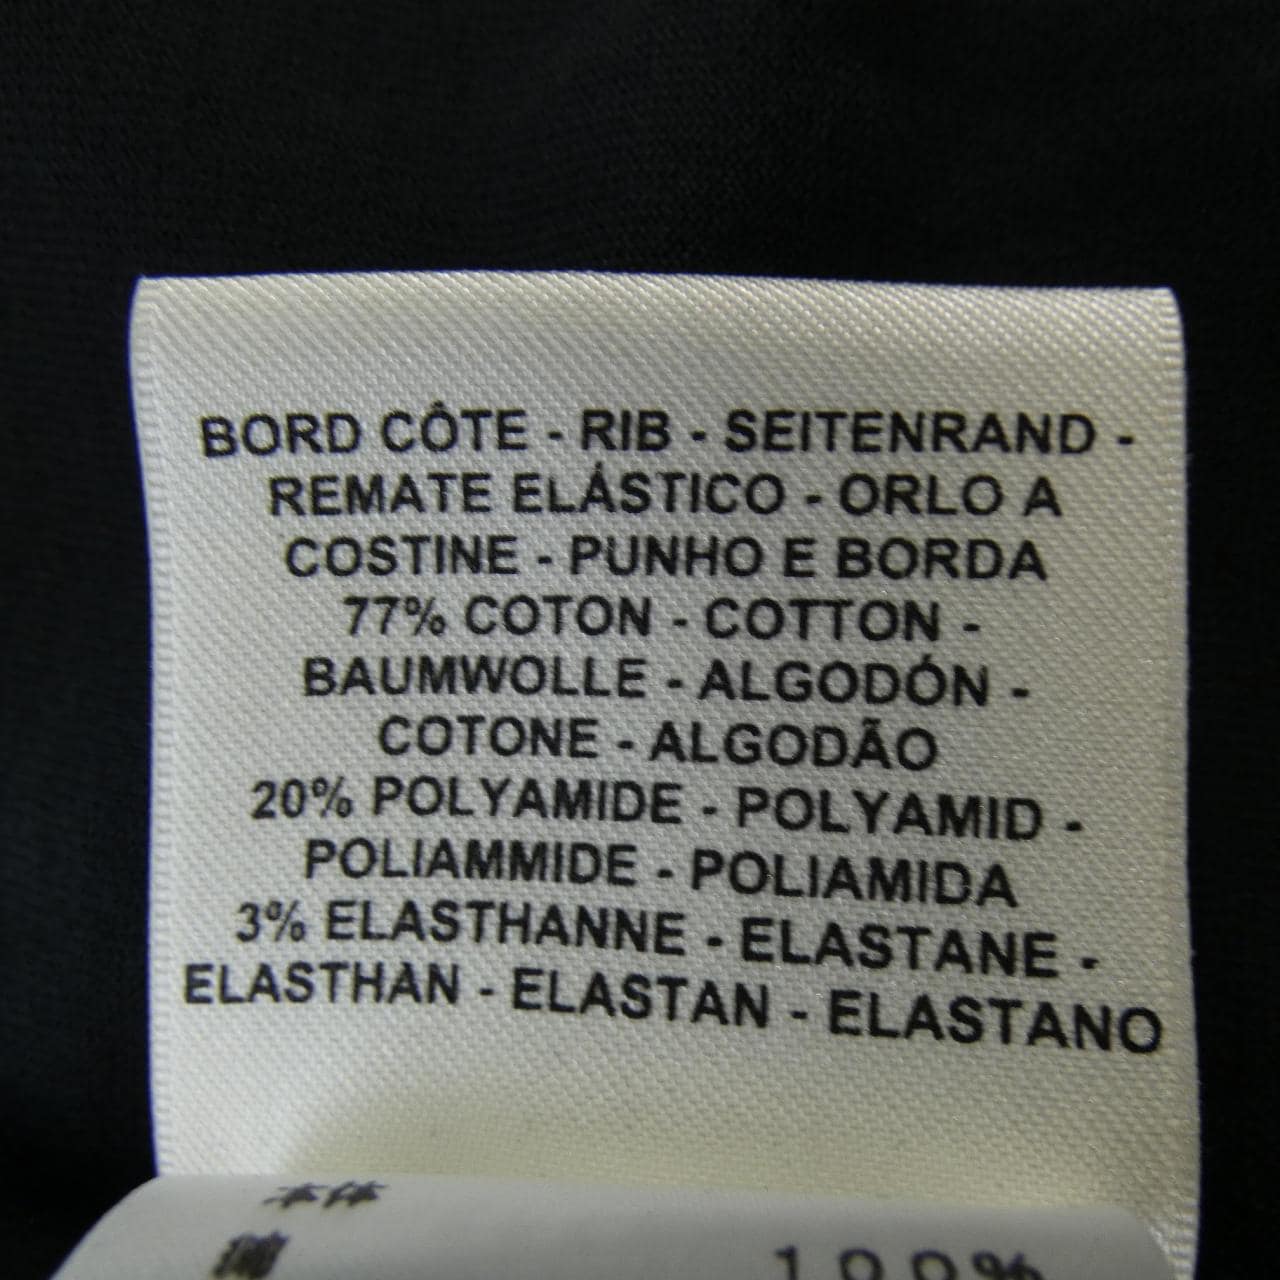 BORD CÔTE - RIB - SEITENRAND -
REMATE ELÁSTICO - ORLO A
COSTINE - PUNHO E BORDA
77% COTON - COTTON -
BAUMWOLLE - ALGODÓN -
COTONE - ALGODÃO
20% POLYAMIDE - POLYAMID -
POLIAMMIDE - POLIAMIDA
3% ELASTHANNE - ELASTANE -
ELASTHAN - ELASTAN - ELASTANO
100%